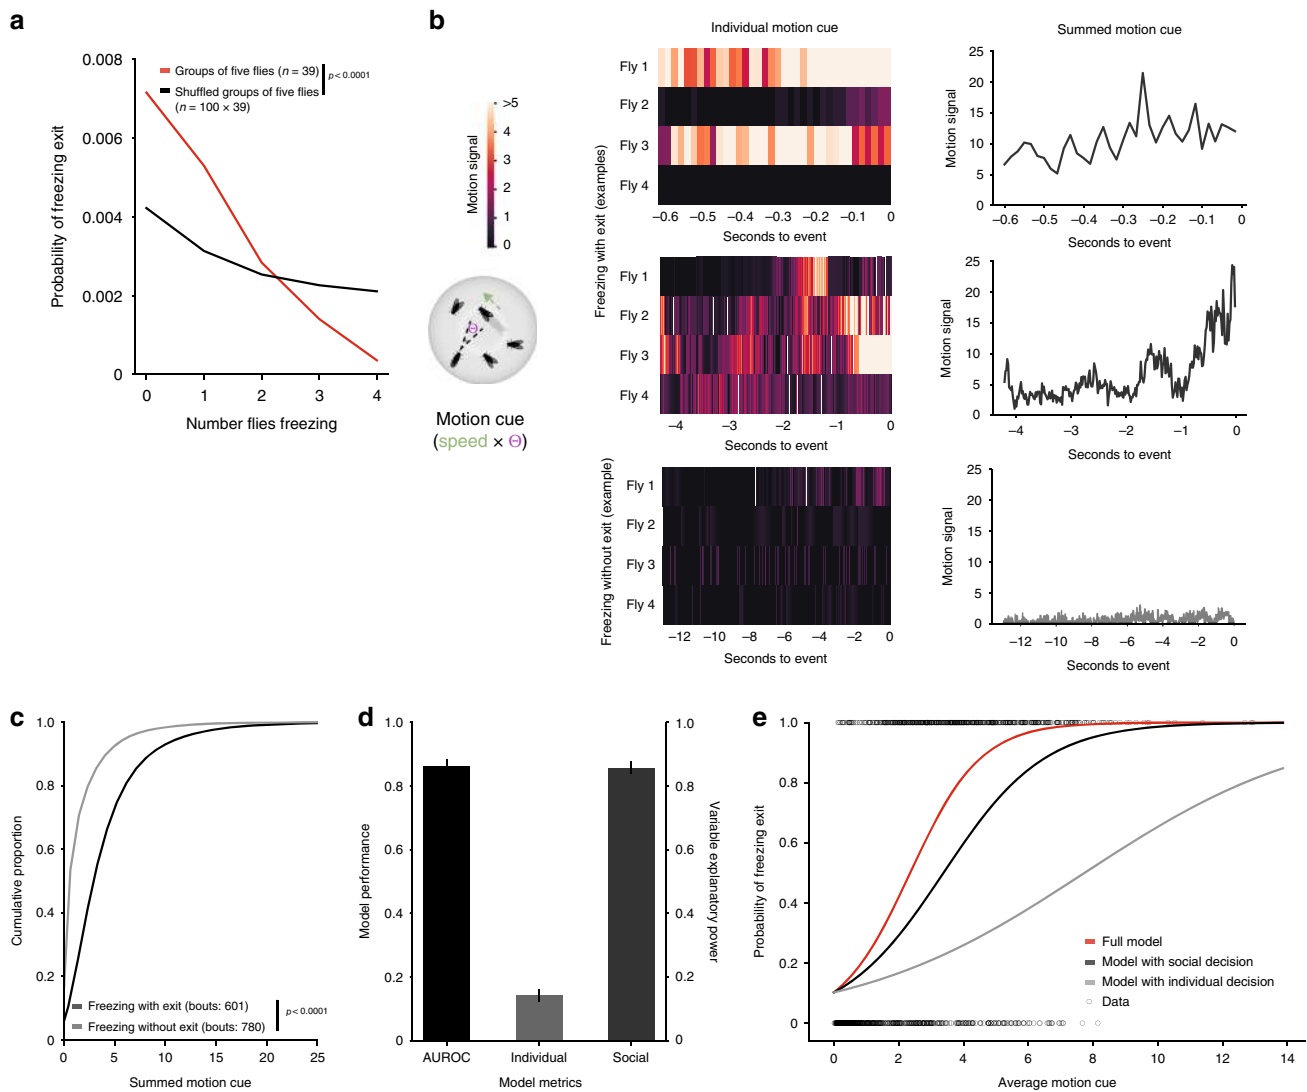 a
0.008
0.006
0.004
0.002
0
Probability of freezing exit
Groups of five flies (n = 39)
Shuffled groups of five flies
(n = 100 × 39)
p < 0.0001
0 1 2 3 4
Number flies freezing
b
>5
4
3
2
1
0
Motion signal
Θ
Motion cue
(speed × Θ)
Individual motion cue
Summed motion cue
Freezing with exit (examples)
Fly 1
Fly 2
Fly 3
Fly 4
−0.6 −0.5 −0.4 −0.3 −0.2 −0.1 0
Seconds to event
25
20
15
10
5
0
Motion signal
−0.6 −0.5 −0.4 −0.3 −0.2 −0.1 0
Seconds to event
Fly 1
Fly 2
Fly 3
Fly 4
−4 −3 −2 −1 0
Seconds to event
25
20
15
10
5
0
Motion signal
−4 −3 −2 −1 0
Seconds to event
Freezing without exit (example)
Fly 1
Fly 2
Fly 3
Fly 4
−12 −10 −8 −6 −4 −2 0
Seconds to event
25
20
15
10
5
0
Motion signal
−12 −10 −8 −6 −4 −2 0
Seconds to event
c
1.0
0.8
0.6
0.4
0.2
0
Cumulative proportion
Freezing with exit (bouts: 601)
Freezing without exit (bouts: 780)
p < 0.0001
0 5 10 15 20 25
Summed motion cue
d
1.0
0.8
0.6
0.4
0.2
0
Model performance
1.0
0.8
0.6
0.4
0.2
0
Variable explanatory power
AUROC Individual Social
Model metrics
e
1.0
0.8
0.6
0.4
0.2
0
Probability of freezing exit
Full model
Model with social decision
Model with individual decision
Data
0 2 4 6 8 10 12 14
Average motion cue